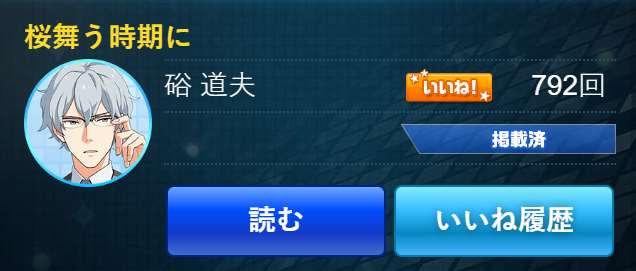 桜舞う時期に
硲 道夫
いいね! 792回
掲載済
読む
いいね履歴